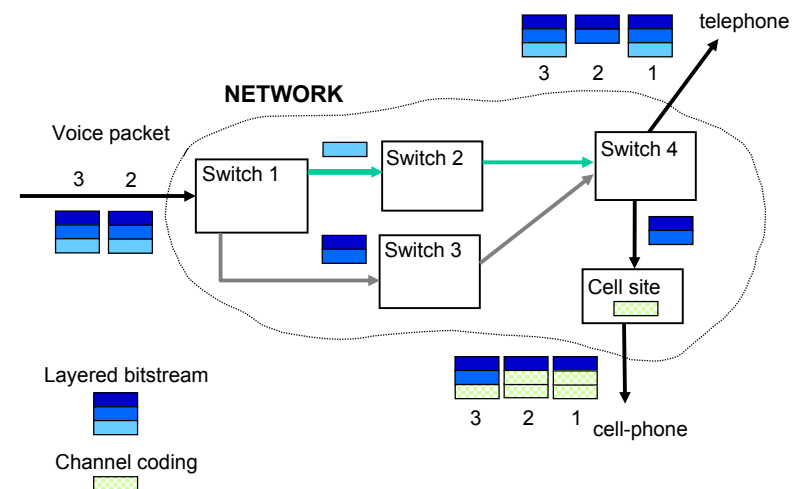 telephone
3 2 1
NETWORK
Voice packet
3 2
Switch 1
Switch 2
Switch 4
Switch 3
Cell site
Layered bitstream
3 2 1
cell-phone
Channel coding